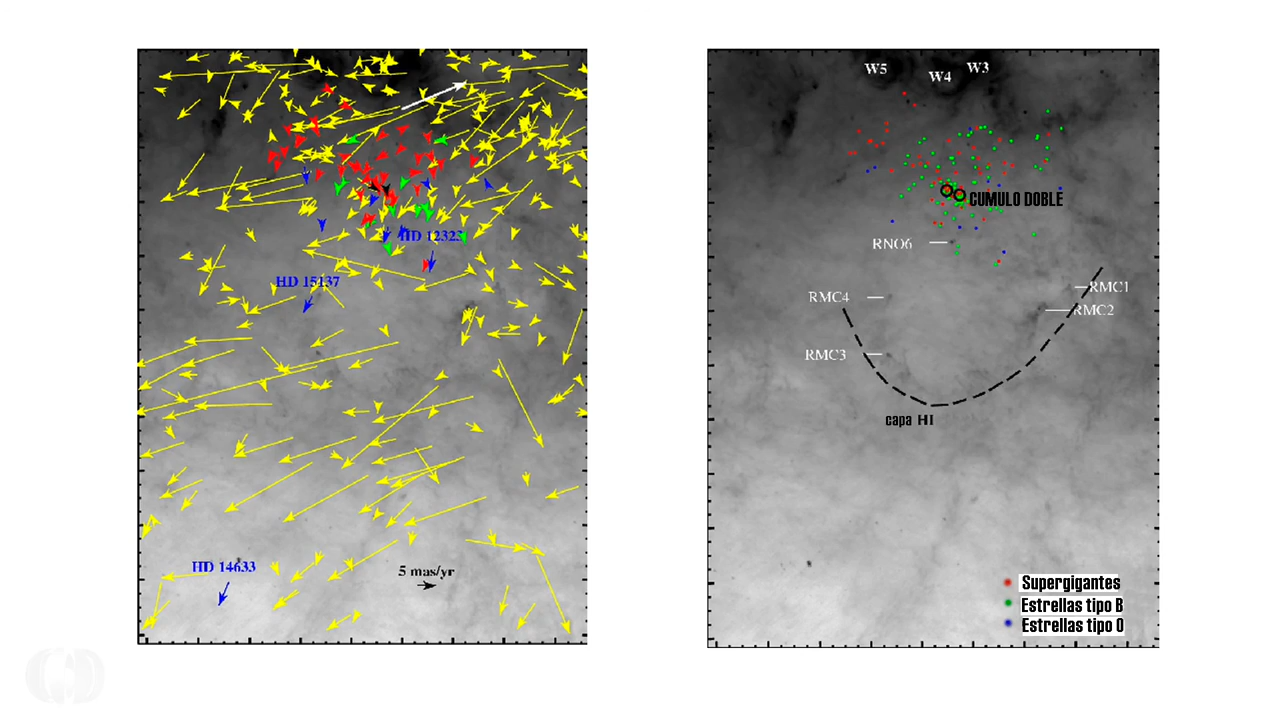 HD 12323
HD 15137
HD 14633
5 mas/yr
W5
W4
W3
CUMULO DOBLE
RNO6
RMC4
RMC1
RMC2
RMC3
capa HI
Supergigantes
Estrellas tipo B
Estrellas tipo O